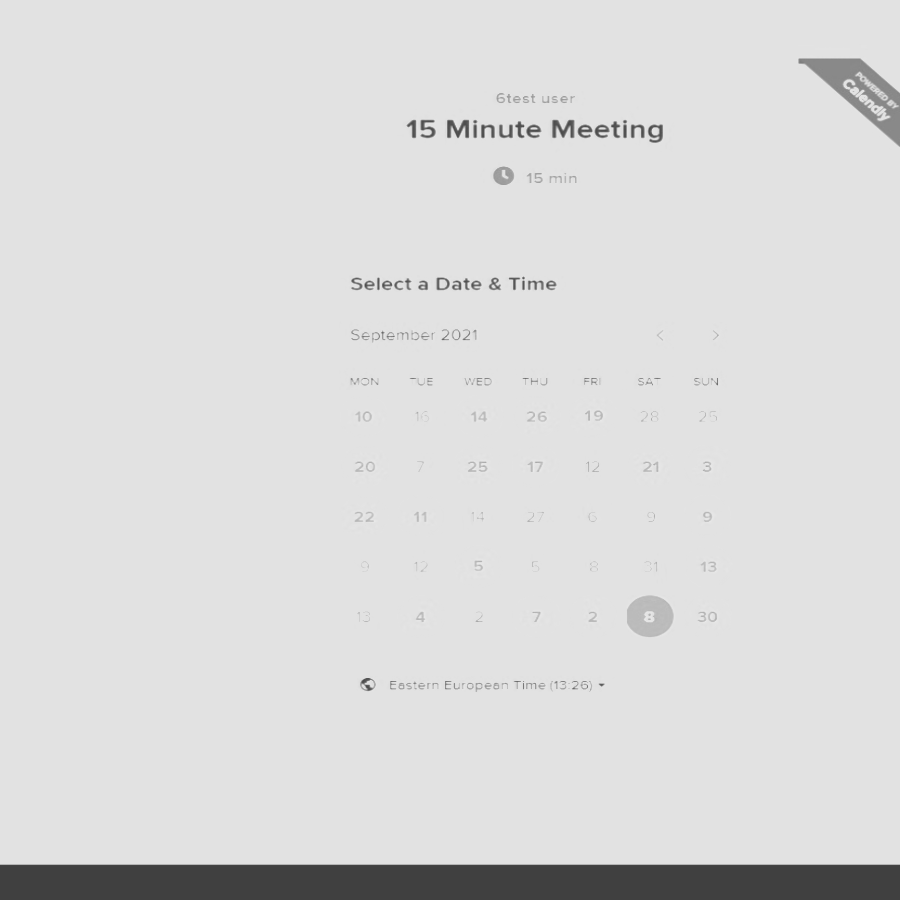 POWERED BY
Calendly
6test user
15 Minute Meeting
15 min
Select a Date & Time
September 2021
MON TUE WED THU FRI SAT SUN
10 16 14 26 19 28 25
20 7 25 17 12 21 3
22 11 14 27 6 9 9
9 12 5 5 8 31 13
13 4 2 7 2 8 30
Eastern European Time (13:26)